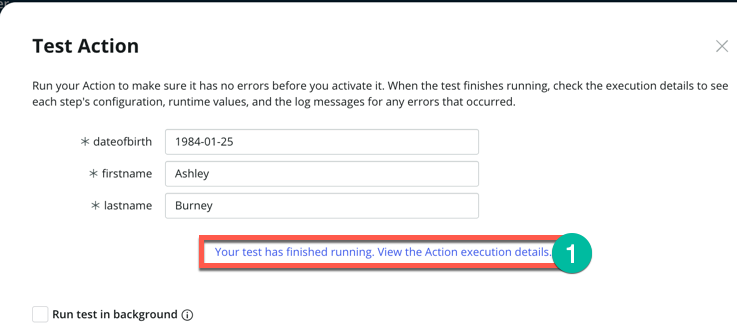 Test Action
Run your Action to make sure it has no errors before you activate it. When the test finishes running, check the execution details to see
each step's configuration, runtime values, and the log messages for any errors that occurred.
* dateofbirth 1984-01-25
* firstname Ashley
* lastname Burney
Your test has finished running. View the Action execution details.
1
Run test in background